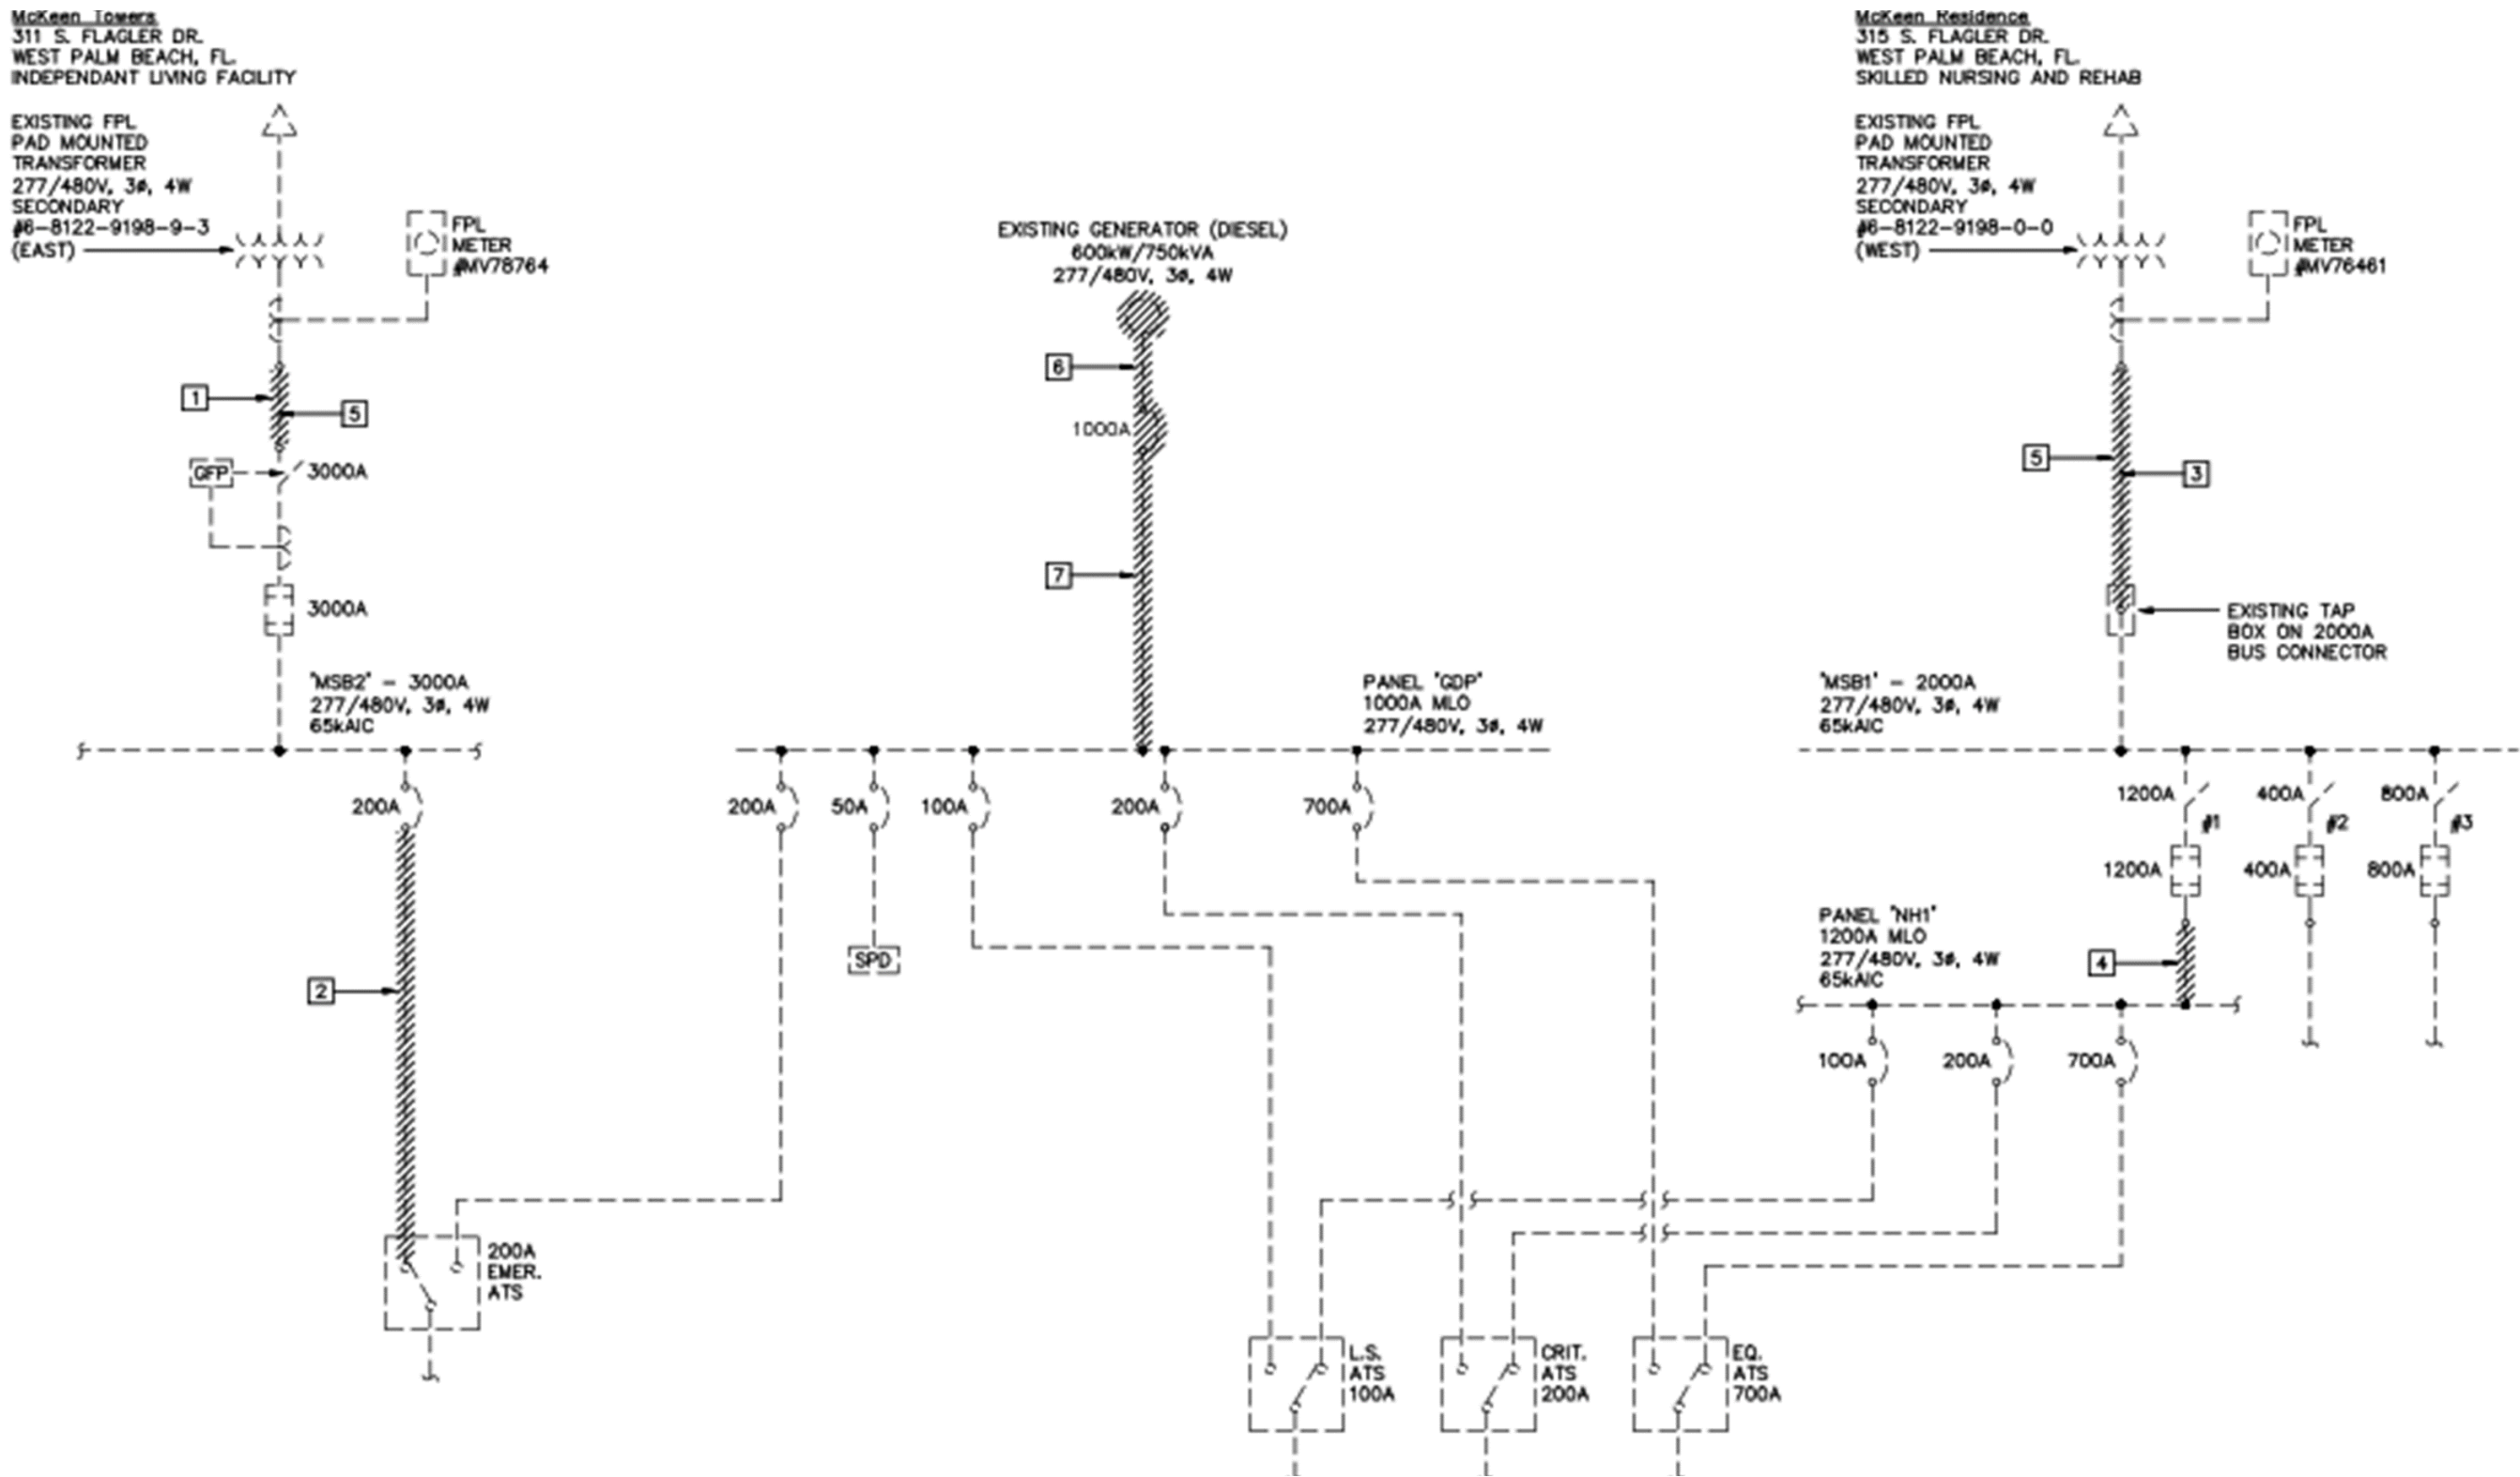 McKeen Towers
311 S. FLAGLER DR.
WEST PALM BEACH, FL.
INDEPENDANT LIVING FACILITY
EXISTING FPL
PAD MOUNTED
TRANSFORMER
277/480V, 3ø, 4W
SECONDARY
#6-8122-9198-9-3
(EAST)
FPL
METER
#MV78764
1
5
GFP
3000A
3000A
"MSB2" - 3000A
277/480V, 3ø, 4W
65kAIC
200A
2
200A
EMER.
ATS
EXISTING GENERATOR (DIESEL)
600kW/750kVA
277/480V, 3ø, 4W
6
1000A
7
PANEL "GDP"
1000A MLO
277/480V, 3ø, 4W
200A
50A
100A
200A
700A
SPD
L.S.
ATS
100A
CRIT.
ATS
200A
EQ.
ATS
700A
McKeen Residence
315 S. FLAGLER DR.
WEST PALM BEACH, FL.
SKILLED NURSING AND REHAB
EXISTING FPL
PAD MOUNTED
TRANSFORMER
277/480V, 3ø, 4W
SECONDARY
#6-8122-9198-0-0
(WEST)
FPL
METER
#MV76461
5
3
EXISTING TAP
BOX ON 2000A
BUS CONNECTOR
"MSB1" - 2000A
277/480V, 3ø, 4W
65kAIC
1200A
#1
400A
#2
800A
#3
1200A
400A
800A
PANEL "NH1"
1200A MLO
277/480V, 3ø, 4W
65kAIC
4
100A
200A
700A